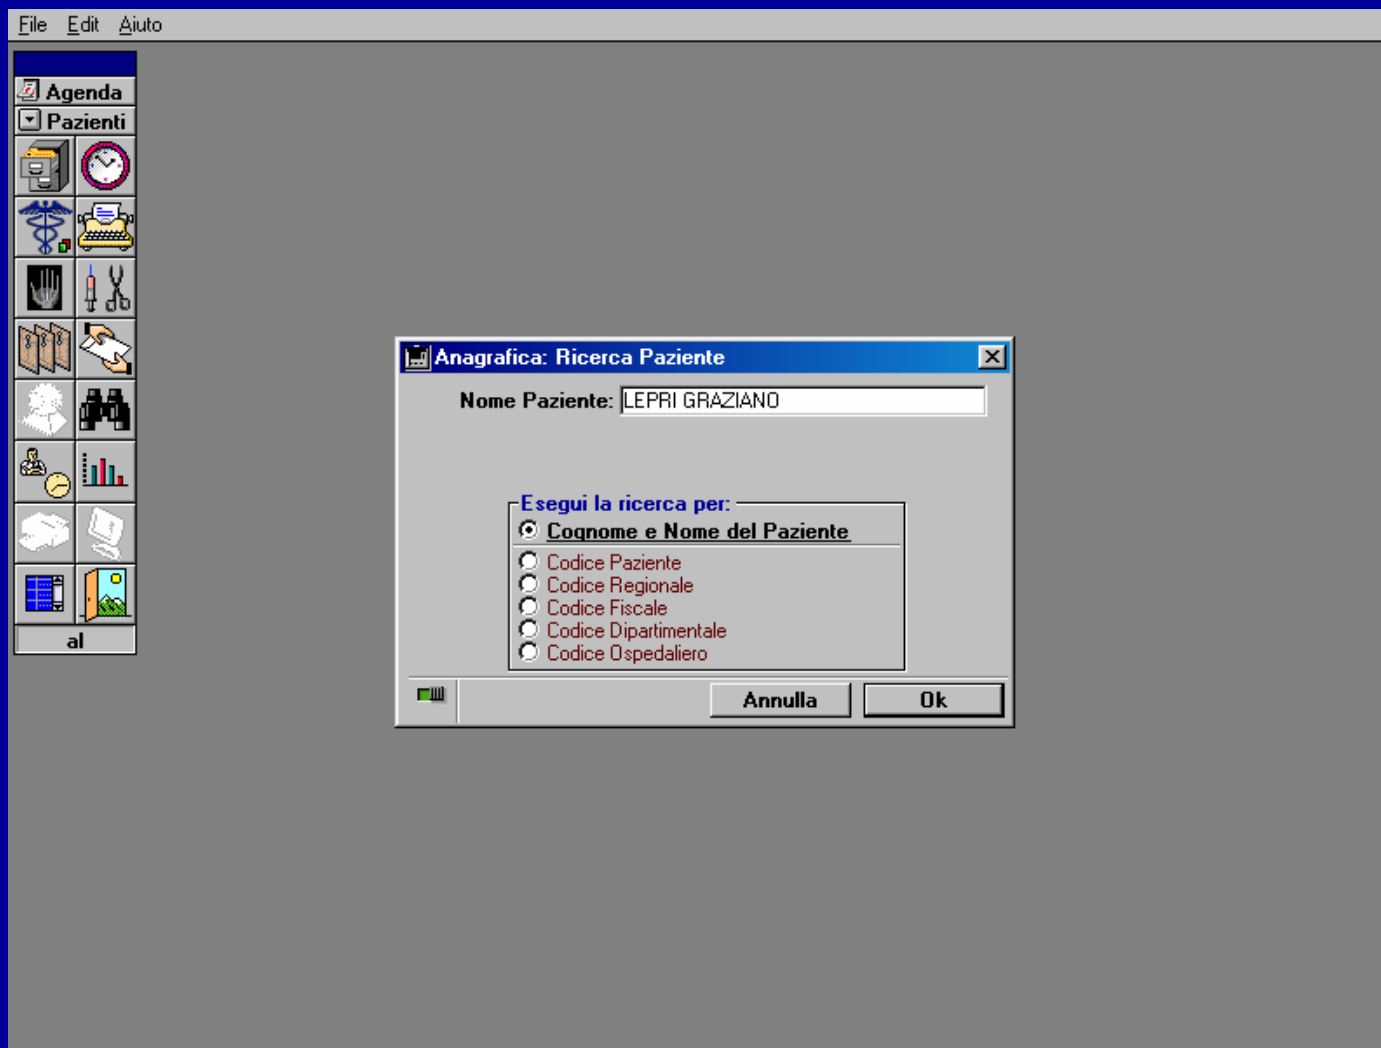 File Edit Aiuto
Agenda
Pazienti
al
Anagrafica: Ricerca Paziente
Nome Paziente: LEPRI GRAZIANO
Esegui la ricerca per:
Cognome e Nome del Paziente
Codice Paziente
Codice Regionale
Codice Fiscale
Codice Dipartimentale
Codice Ospedaliero
Annulla Ok